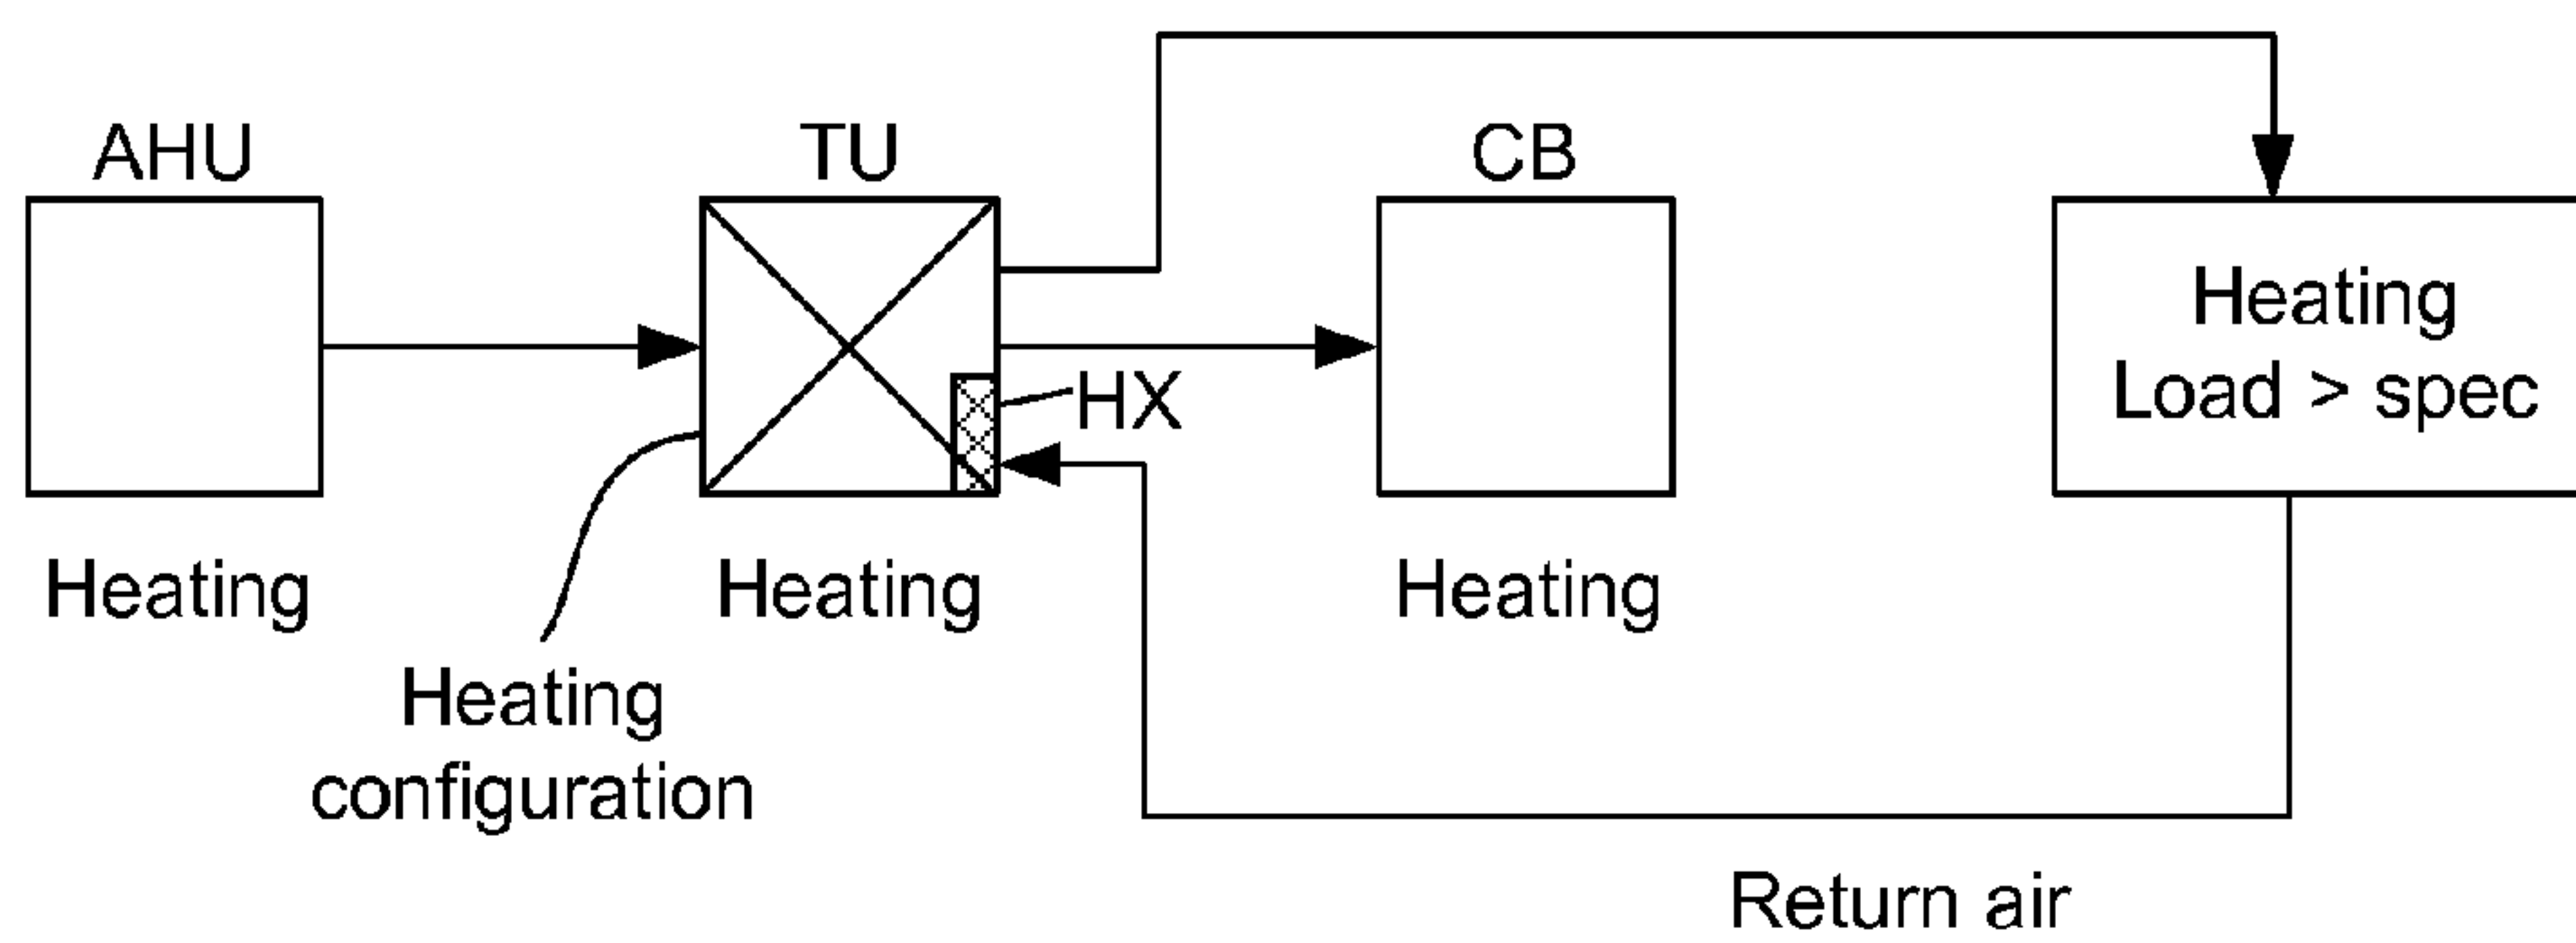 AHU
TU
CB
Heating
Load > spec
HX
Heating
Heating
Heating
Heating
configuration
Return air